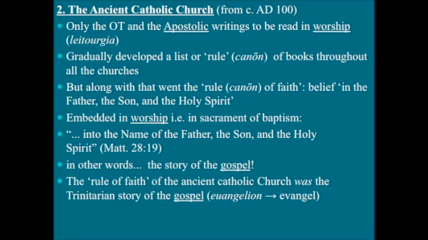 2. The Ancient Catholic Church (from c. AD 100)
Only the OT and the Apostolic writings to be read in worship
(leitourgia)
Gradually developed a list or ‘rule’ (canōn) of books throughout
all the churches
But along with that went the ‘rule (canōn) of faith’: belief ‘in the
Father, the Son, and the Holy Spirit’
Embedded in worship i.e. in sacrament of baptism:
“... into the Name of the Father, the Son, and the Holy
Spirit” (Matt. 28:19)
in other words... the story of the gospel!
The ‘rule of faith’ of the ancient catholic Church was the
Trinitarian story of the gospel (euangelion → evangel)